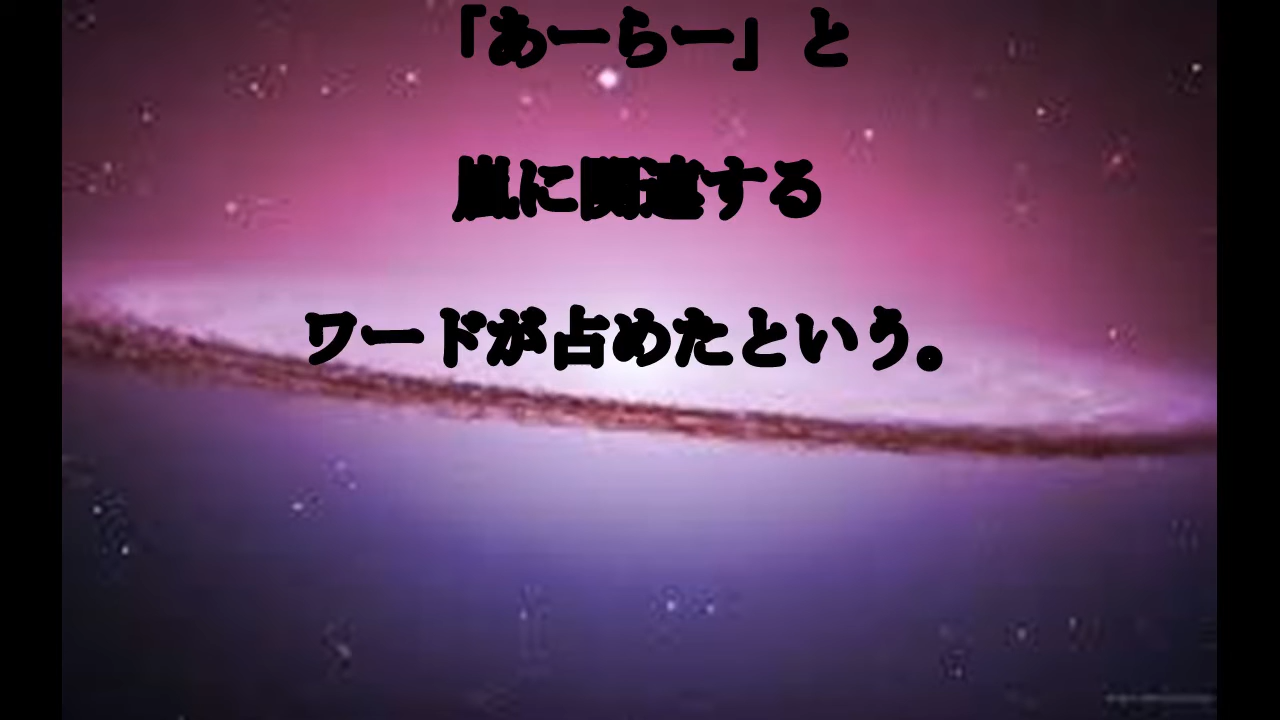 「あーらー」と
嵐に関連する
ワードが占めたという。